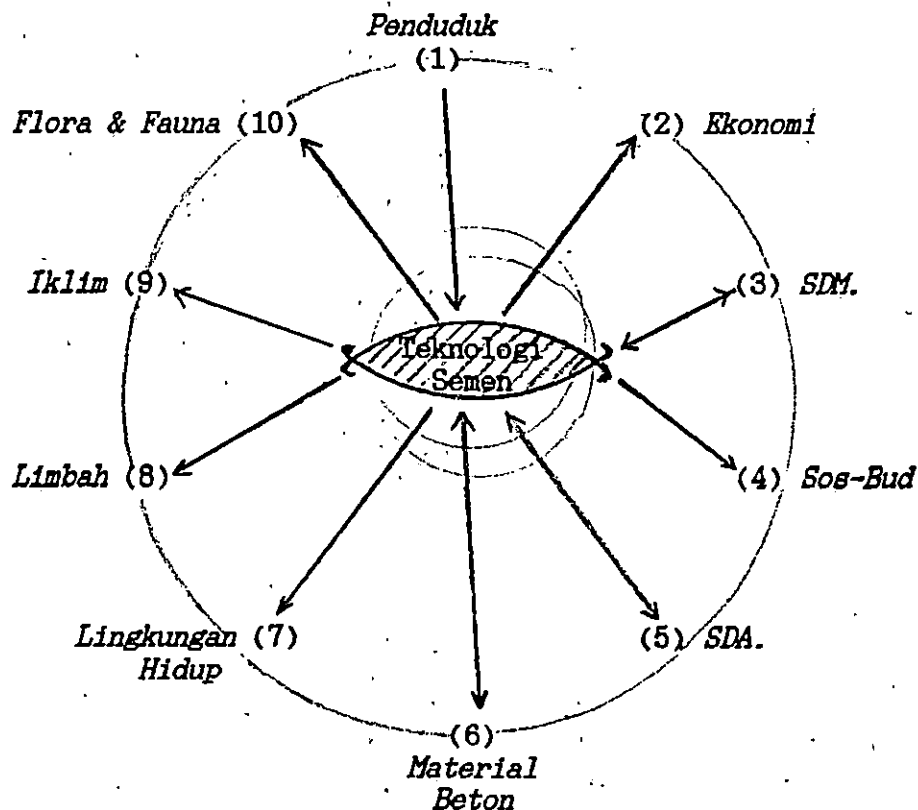 Penduduk
(1)
Flora & Fauna (10)
(2) Ekonomi
Iklim (9)
(3) SDM.
Teknologi
Semen
Limbah (8)
(4) Sos-Bud
Lingkungan (7)
Hidup
(5) SDA.
(6)
Material
Beton